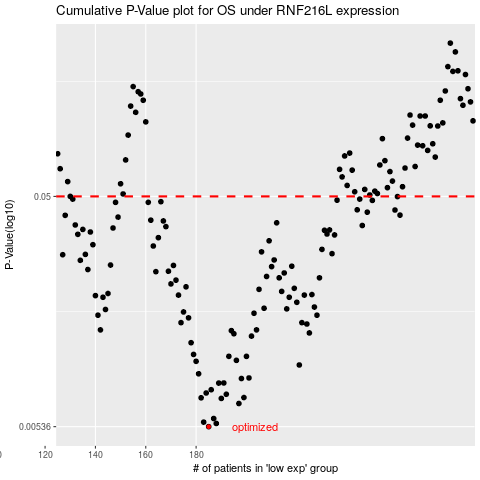 Cumulative P-Value plot for OS under RNF216L expression
P-Value(log10)
0.05
0.00536
optimized
0 120 140 160 180
# of patients in 'low exp' group